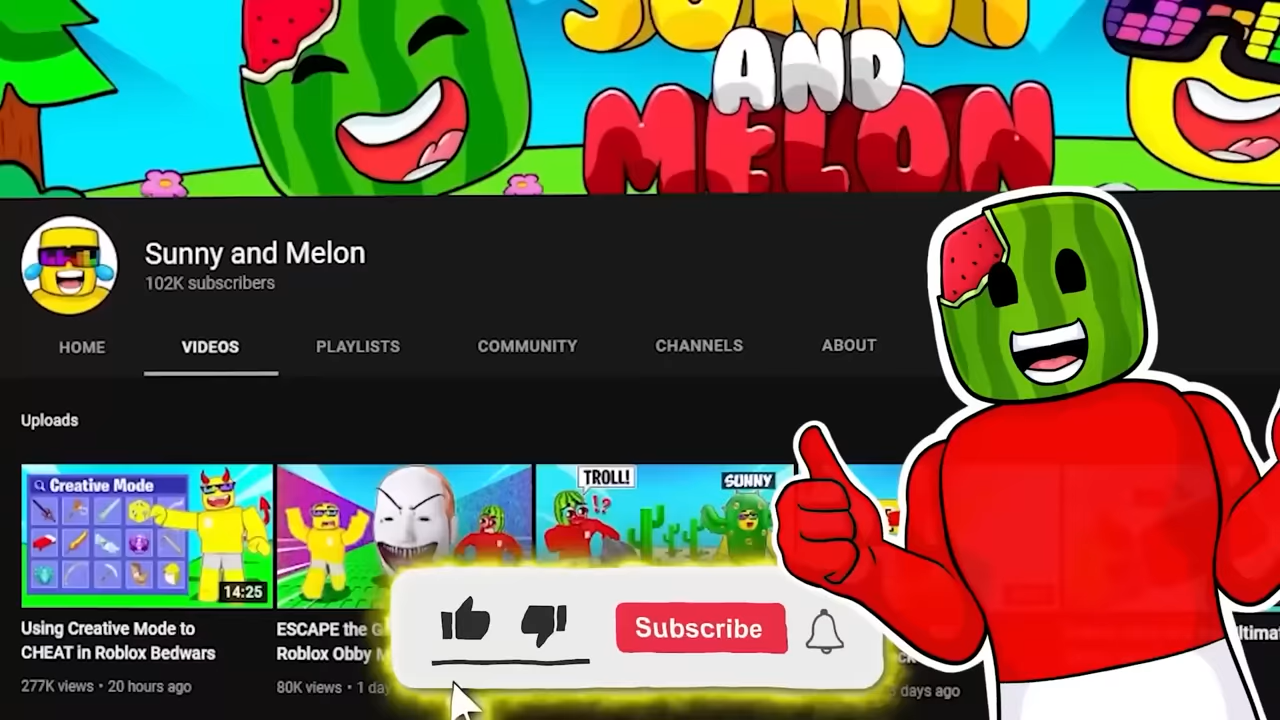 SUNNY
AND
MELON
Sunny and Melon
102K subscribers
HOME VIDEOS PLAYLISTS COMMUNITY CHANNELS ABOUT
Uploads
Creative Mode
14:25
TROLL!
!?
SUNNY
Using Creative Mode to
CHEAT in Roblox Bedwars
277K views • 20 hours ago
ESCAPE the
Roblox Obby
80K views • 1
Subscribe
days ago